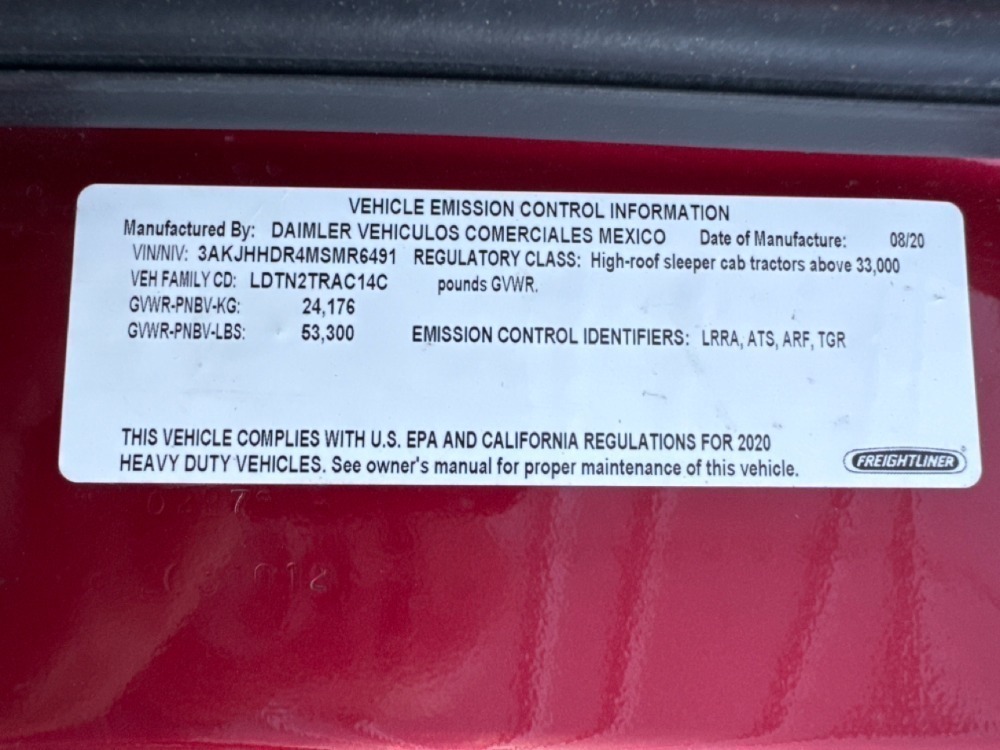 VEHICLE EMISSION CONTROL INFORMATION
Manufactured By: DAIMLER VEHICULOS COMERCIALES MEXICO Date of Manufacture: 08/20
VIN/NIV: 3AKJHHDR4MSMR6491 REGULATORY CLASS: High-roof sleeper cab tractors above 33,000
VEH FAMILY CD: LDTN2TRAC14C pounds GVWR.
GVWR-PNBV-KG: 24,176
GVWR-PNBV-LBS: 53,300 EMISSION CONTROL IDENTIFIERS: LRRA, ATS, ARF, TGR
THIS VEHICLE COMPLIES WITH U.S. EPA AND CALIFORNIA REGULATIONS FOR 2020
HEAVY DUTY VEHICLES. See owner's manual for proper maintenance of this vehicle.
FREIGHTLINER®